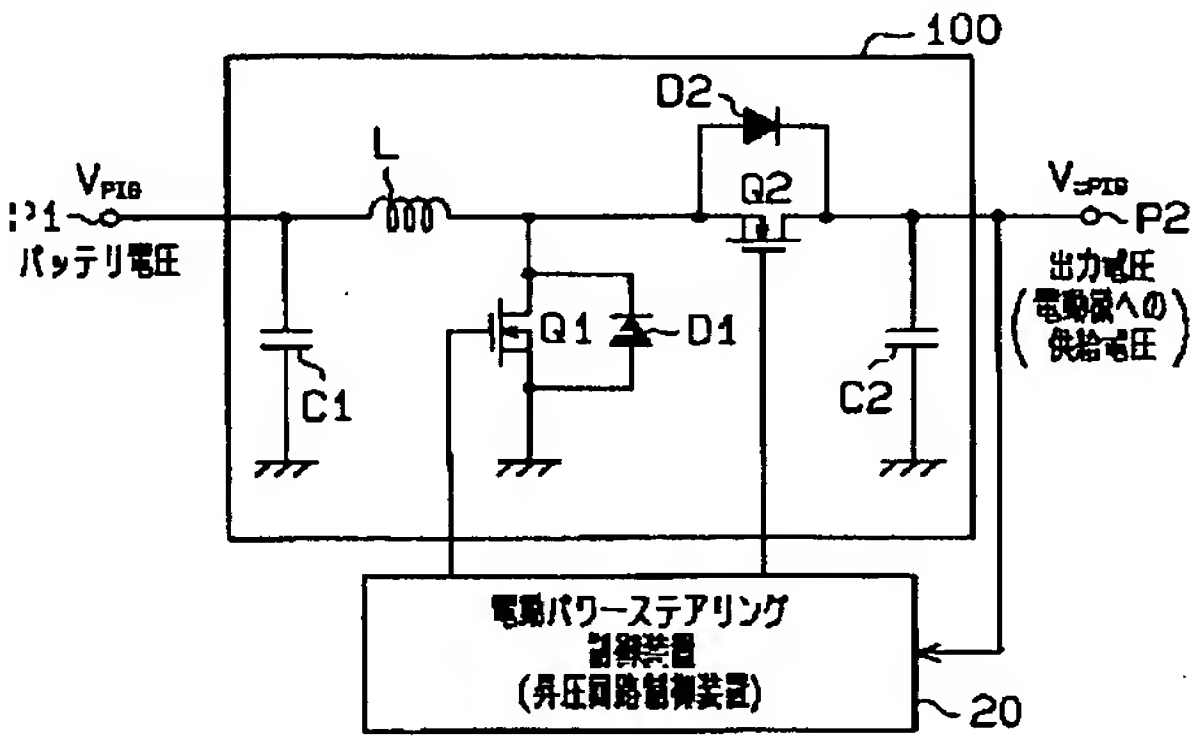 100
D2
L
VPIG
Q2
P1
P2
バッテリ電圧
出力電圧
(電動機への
供給電圧)
Q1
D1
C1
C2
電動パワーステアリング
制御装置
(昇圧回路制御装置)
20